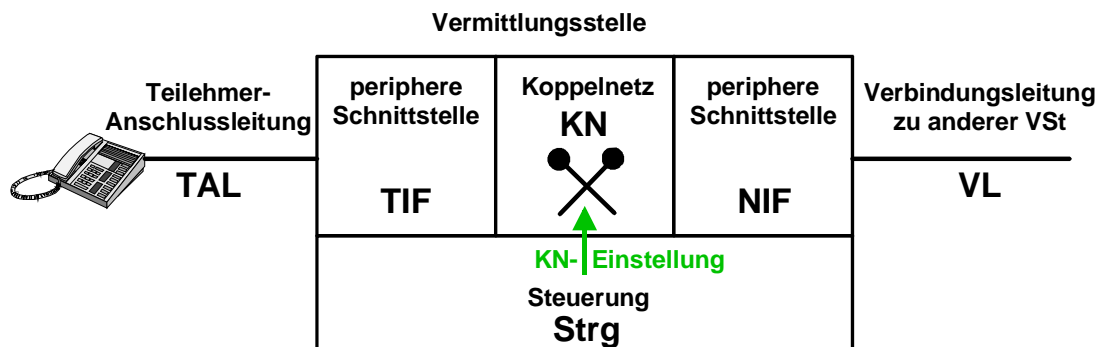 Vermittlungsstelle
Teilehmer-
Anschlussleitung
TAL
periphere
Schnittstelle
TIF
Koppelnetz
KN
periphere
Schnittstelle
NIF
Verbindungsleitung
zu anderer VSt
VL
KN- Einstellung
Steuerung
Strg